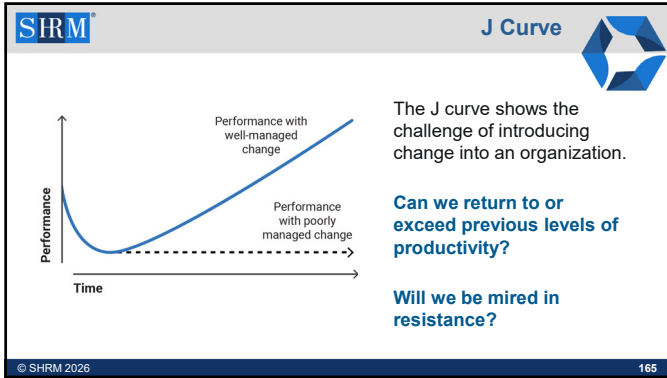 SHRM®
J Curve
Performance with
well-managed
change
Performance
with poorly
managed change
Performance
Time
The J curve shows the
challenge of introducing
change into an organization.
Can we return to or
exceed previous levels of
productivity?
Will we be mired in
resistance?
© SHRM 2026
165